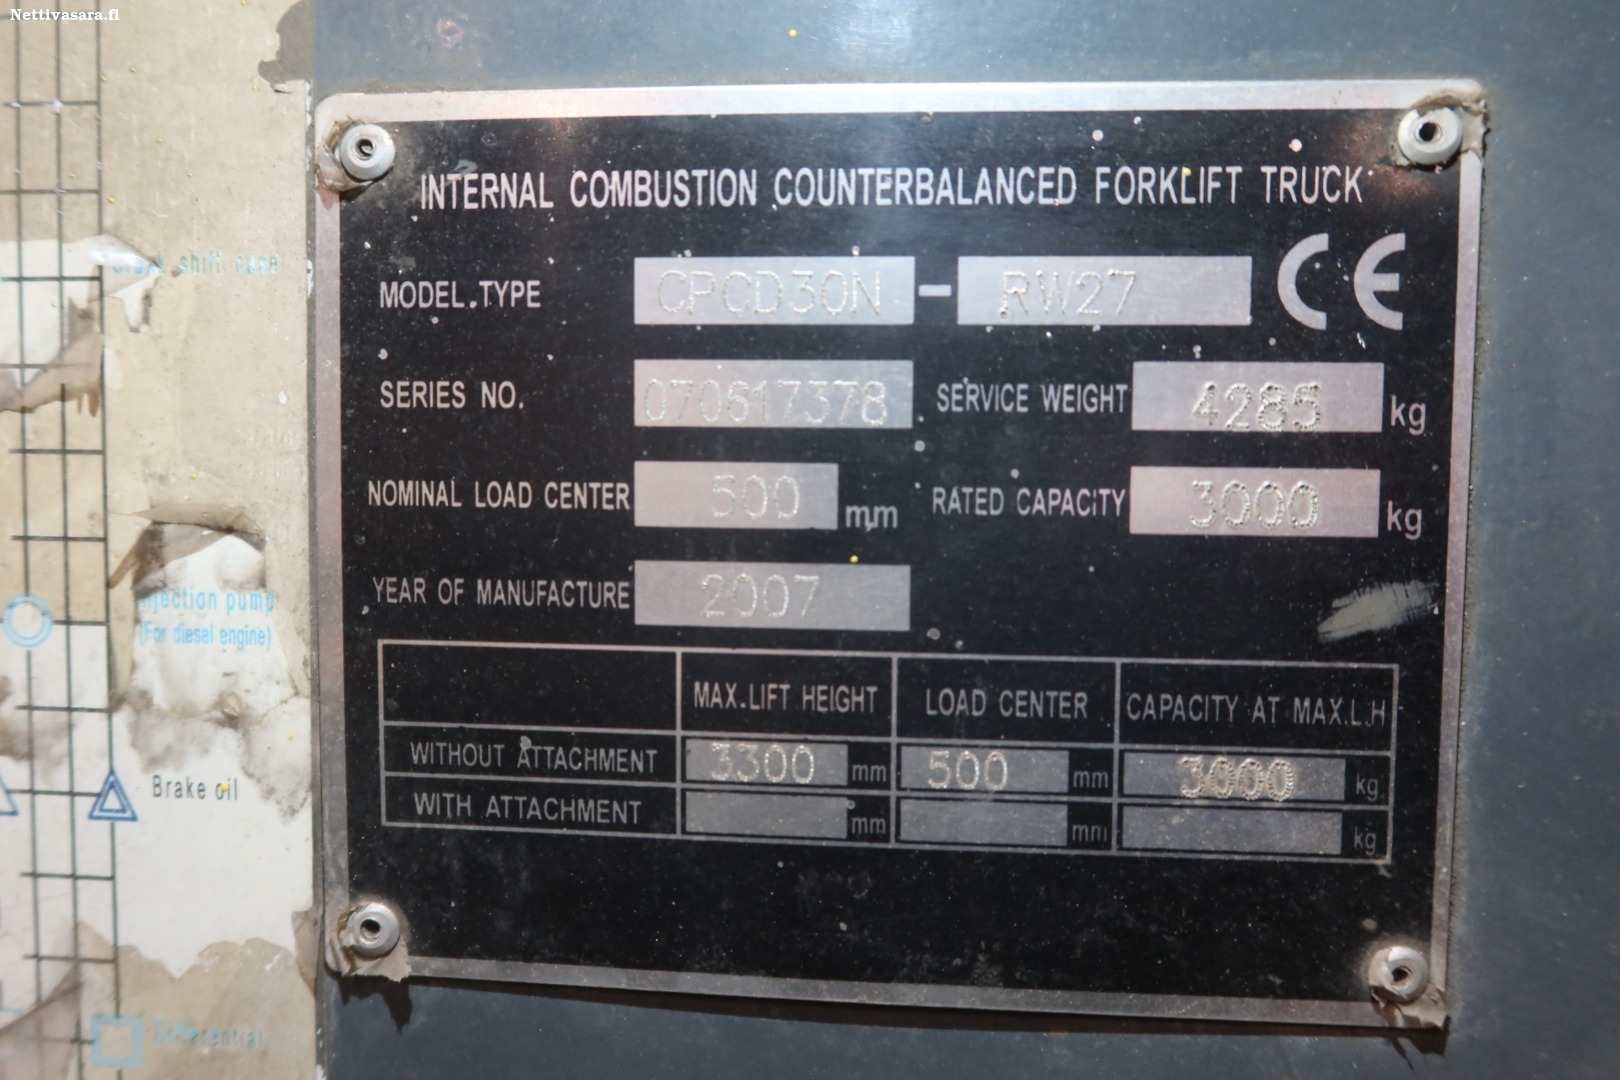 Nettivasara.fi
INTERNAL COMBUSTION COUNTERBALANCED FORKLIFT TRUCK
MODEL.TYPE CPCD30N - RW27 CE
SERIES NO. 070617378 SERVICE WEIGHT 4285 kg
NOMINAL LOAD CENTER 500 mm RATED CAPACITY 3000 kg
YEAR OF MANUFACTURE 2007
MAX.LIFT HEIGHT LOAD CENTER CAPACITY AT MAX.L.H
WITHOUT ATTACHMENT 3300 mm 500 mm 3000 kg
WITH ATTACHMENT mm mm kg
shift case
Injection pump
(For diesel engine)
Brake oil
Differential